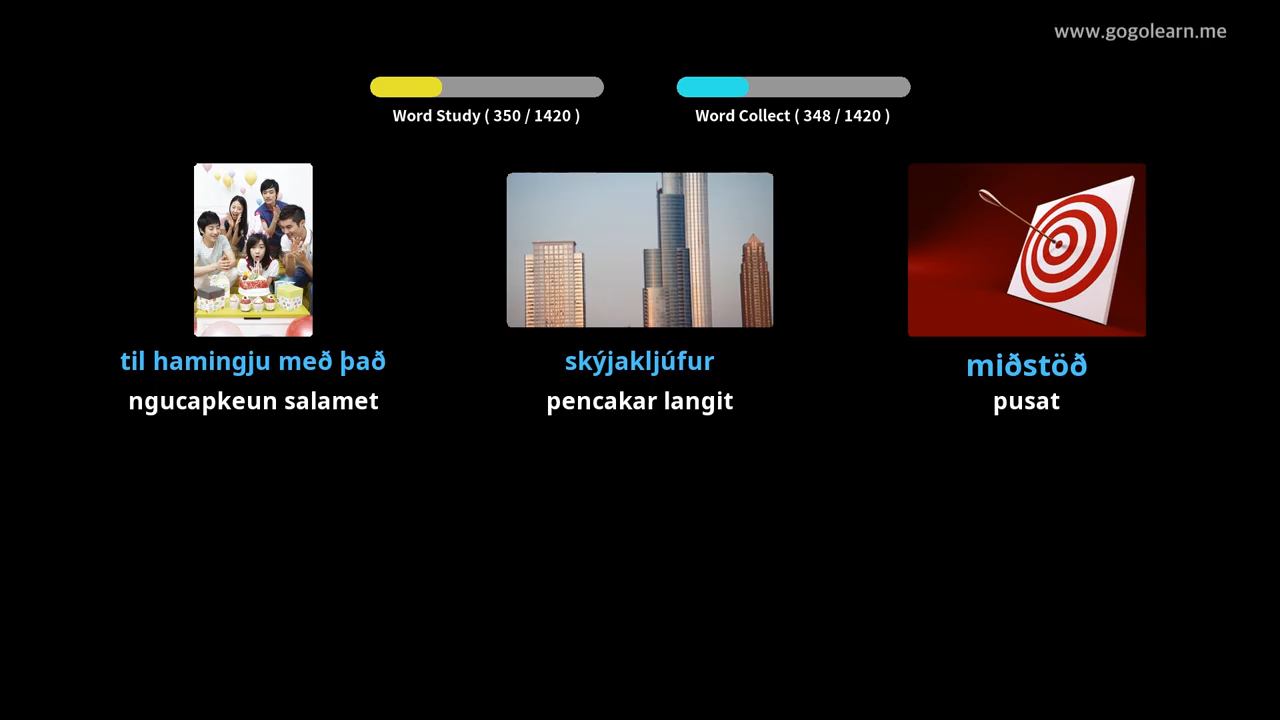 www.gogolearn.me
Word Study ( 350 / 1420 )
Word Collect ( 348 / 1420 )
til hamingju með það
ngucapkeun salamet
skýjakljúfur
pencakar langit
miðstöð
pusat